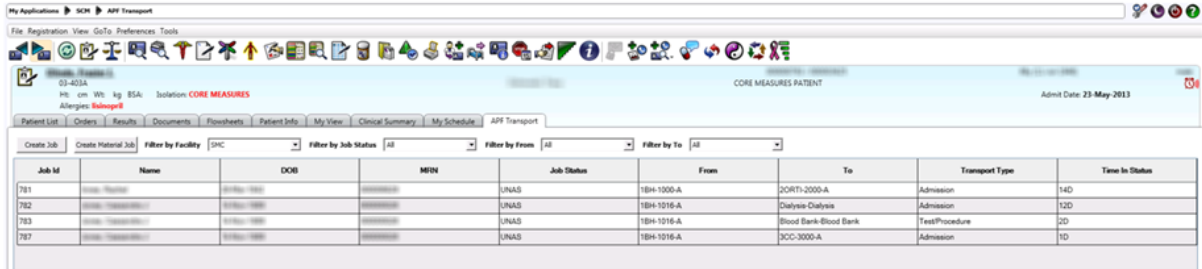 My Applications SCM APF Transport
File Registration View GoTo Preferences Tools
03-403A CORE MEASURES PATIENT
Ht: cm Wt: kg BSA: Isolation: CORE MEASURES Admit Date: 23-May-2013
Allergies: lisinopril
Patient List Orders Results Documents Flowsheets Patient Info My View Clinical Summary My Schedule APF Transport
Create Job Create Material Job Filter by Facility SMC Filter by Job Status All Filter by From All Filter by To All
Job Id Name DOB MRN Job Status From To Transport Type Time In Status
781 UNAS 1BH-1000-A 2ORTI-2000-A Admission 14D
782 UNAS 1BH-1016-A Dialysis-Dialysis Admission 12D
783 UNAS 1BH-1016-A Blood Bank-Blood Bank Test/Procedure 2D
787 UNAS 1BH-1016-A 3CC-3000-A Admission 1D